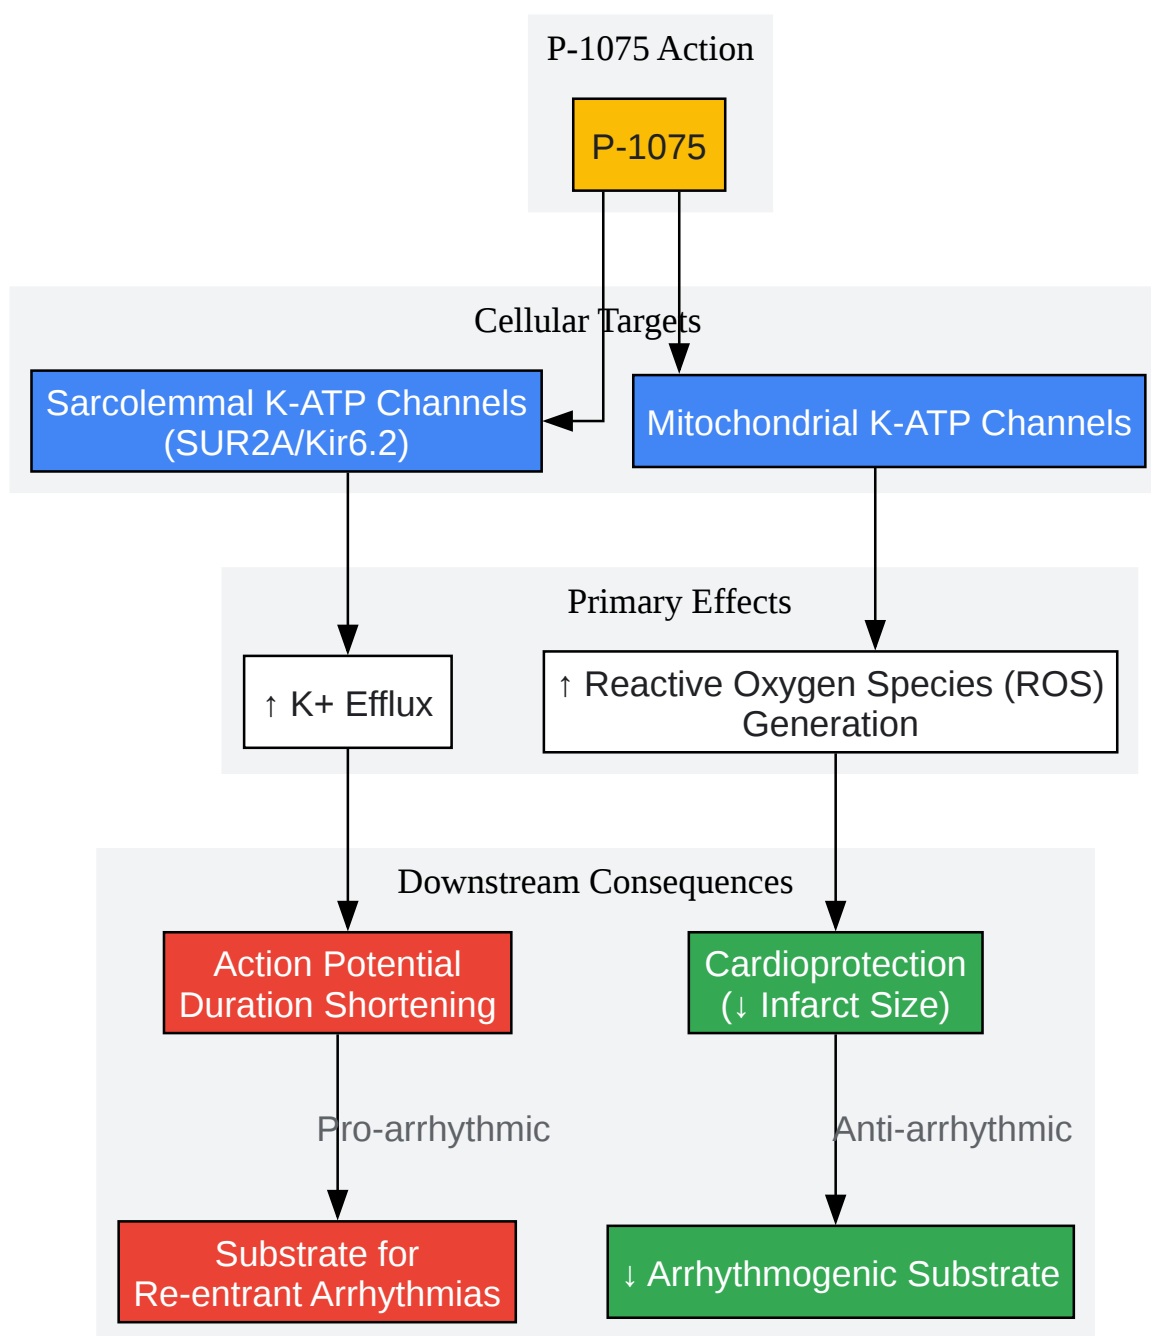 P-1075 Action
P-1075
Cellular Targets
Sarcolemmal K-ATP Channels
(SUR2A/Kir6.2)
Mitochondrial K-ATP Channels
Primary Effects
↑ K+ Efflux
↑ Reactive Oxygen Species (ROS)
Generation
Downstream Consequences
Action Potential
Duration Shortening
Cardioprotection
(↓ Infarct Size)
Pro-arrhythmic
Anti-arrhythmic
Substrate for
Re-entrant Arrhythmias
↓ Arrhythmogenic Substrate